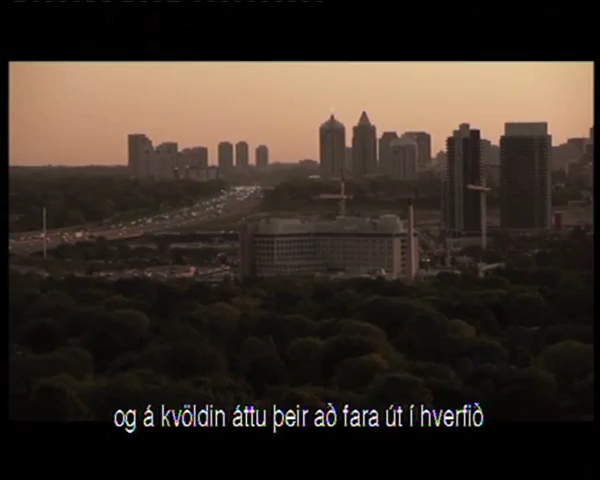 og á kvöldin áttu þeir að fara út í hverfið